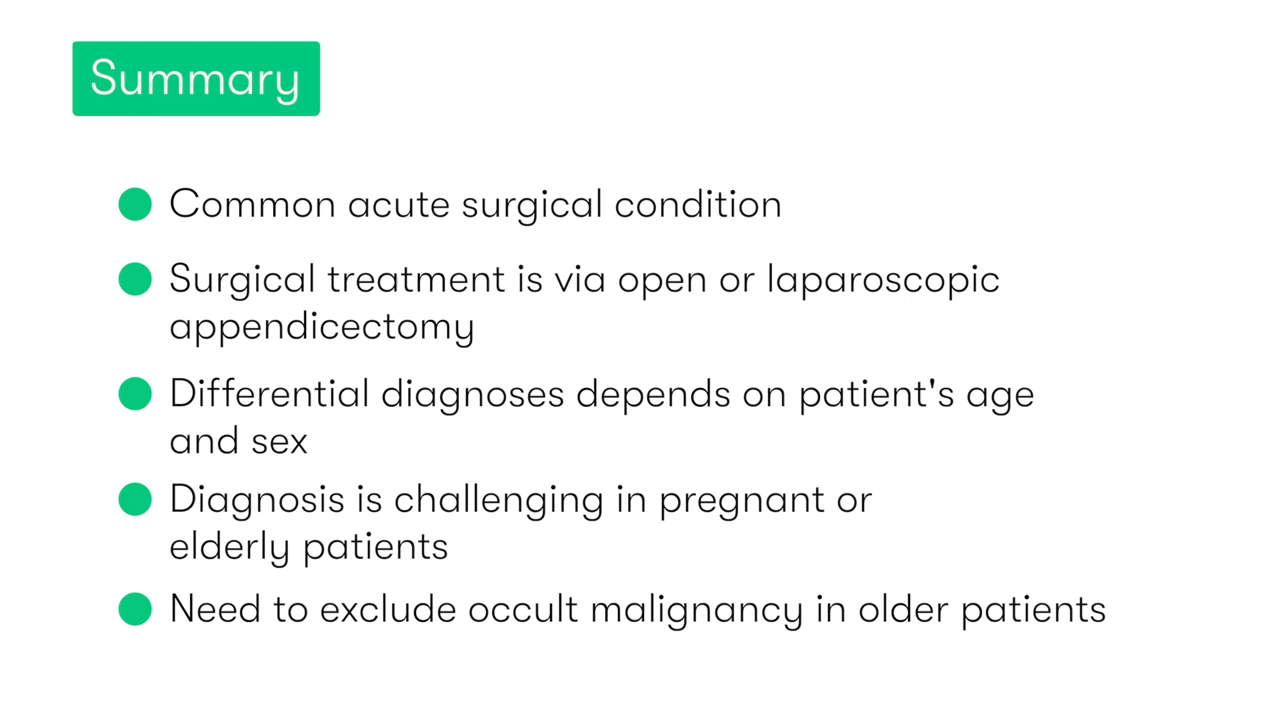 Summary
Common acute surgical condition
Surgical treatment is via open or laparoscopic
appendicectomy
Differential diagnoses depends on patient's age
and sex
Diagnosis is challenging in pregnant or
elderly patients
Need to exclude occult malignancy in older patients